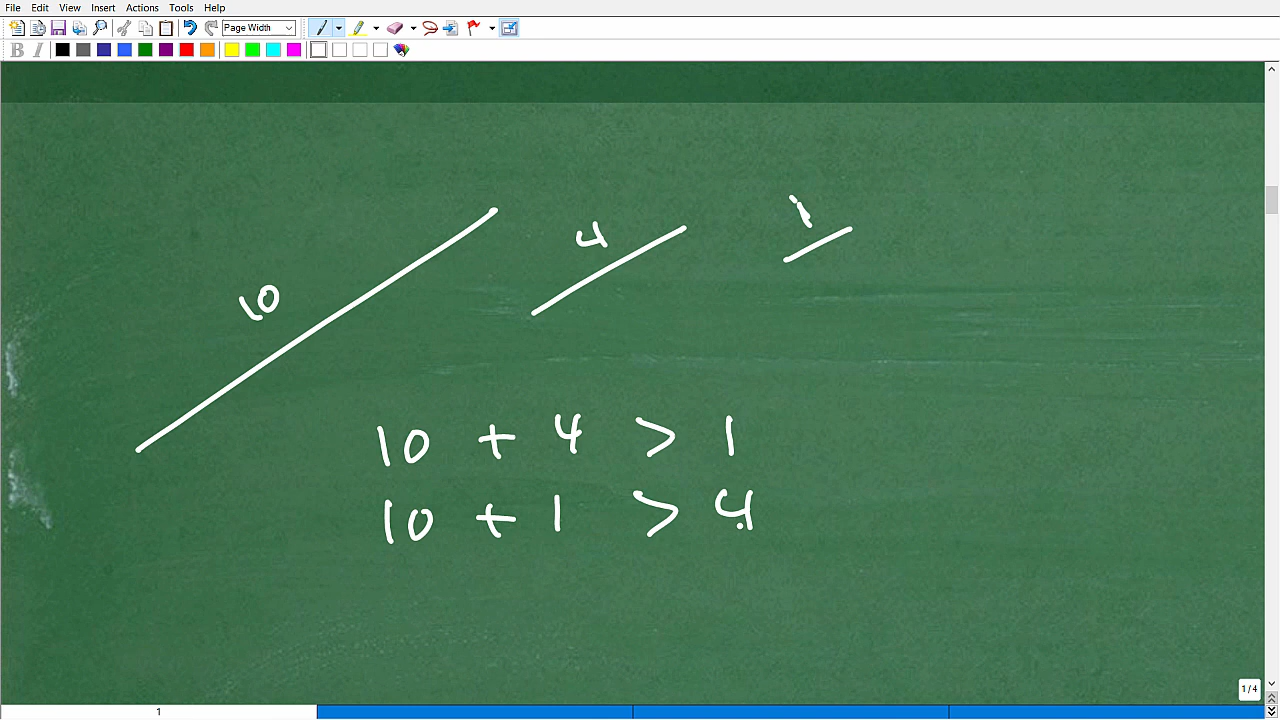 File Edit View Insert Actions Tools Help
Page Width
B I
10
4
1
10 + 4 > 1
10 + 1 > 4
1/4
1